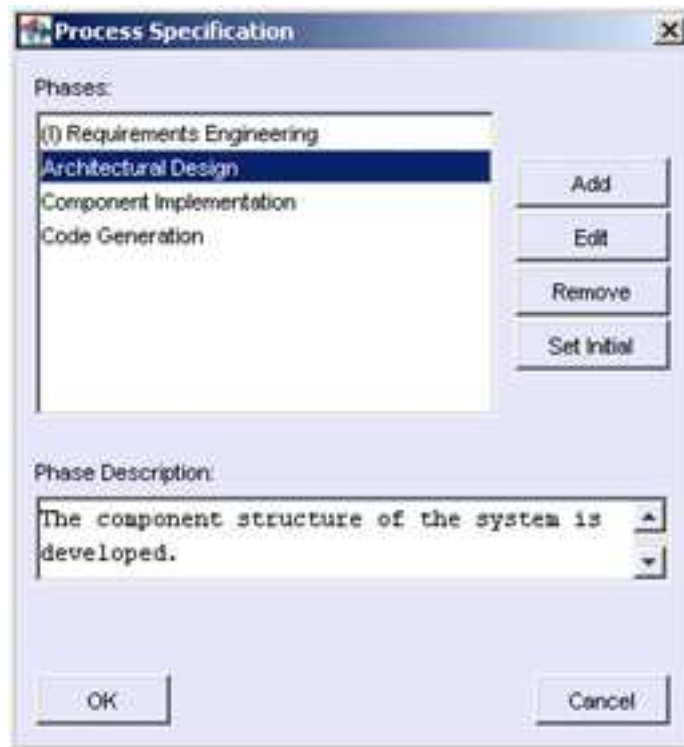 Process Specification
Phases:
(I) Requirements Engineering
Architectural Design
Component Implementation
Code Generation
Add
Edit
Remove
Set Initial
Phase Description:
The component structure of the system is
developed.
OK
Cancel